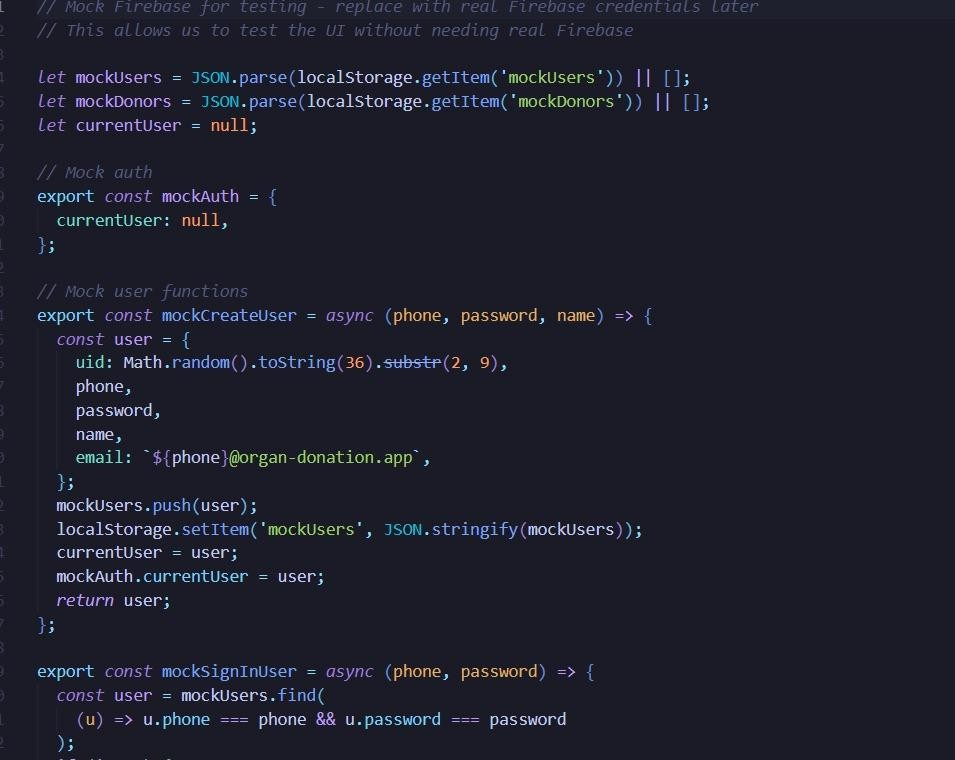 // Mock Firebase for testing - replace with real Firebase credentials later
// This allows us to test the UI without needing real Firebase
let mockUsers = JSON.parse(localStorage.getItem('mockUsers')) || [];
let mockDonors = JSON.parse(localStorage.getItem('mockDonors')) || [];
let currentUser = null;
// Mock auth
export const mockAuth = {
  currentUser: null,
};
// Mock user functions
export const mockCreateUser = async (phone, password, name) => {
  const user = {
    uid: Math.random().toString(36).substr(2, 9),
    phone,
    password,
    name,
    email: `${phone}@organ-donation.app`,
  };
  mockUsers.push(user);
  localStorage.setItem('mockUsers', JSON.stringify(mockUsers));
  currentUser = user;
  mockAuth.currentUser = user;
  return user;
};
export const mockSignInUser = async (phone, password) => {
  const user = mockUsers.find(
    (u) => u.phone === phone && u.password === password
  );